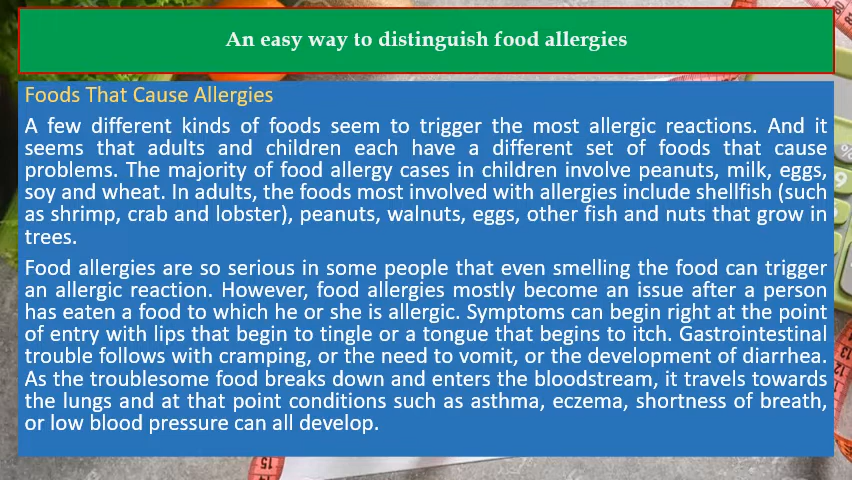 An easy way to distinguish food allergies
Foods That Cause Allergies
A few different kinds of foods seem to trigger the most allergic reactions. And it
seems that adults and children each have a different set of foods that cause
problems. The majority of food allergy cases in children involve peanuts, milk, eggs,
soy and wheat. In adults, the foods most involved with allergies include shellfish (such
as shrimp, crab and lobster), peanuts, walnuts, eggs, other fish and nuts that grow in
trees.
Food allergies are so serious in some people that even smelling the food can trigger
an allergic reaction. However, food allergies mostly become an issue after a person
has eaten a food to which he or she is allergic. Symptoms can begin right at the point
of entry with lips that begin to tingle or a tongue that begins to itch. Gastrointestinal
trouble follows with cramping, or the need to vomit, or the development of diarrhea.
As the troublesome food breaks down and enters the bloodstream, it travels towards
the lungs and at that point conditions such as asthma, eczema, shortness of breath,
or low blood pressure can all develop.